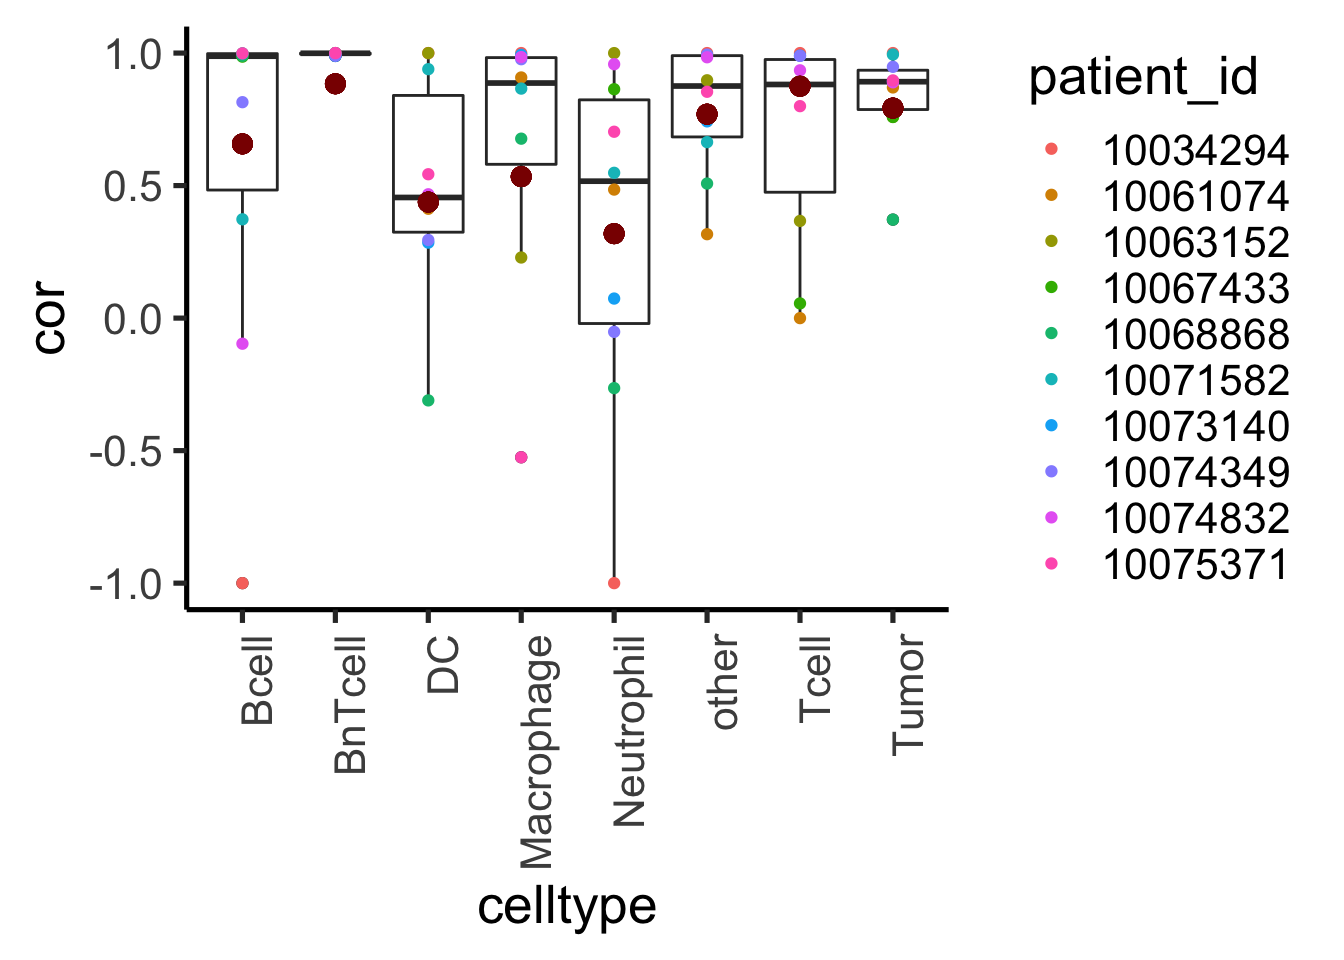 1.0
0.5
0.0
-0.5
-1.0
cor
Bcell
BnTcell
DC
Macrophage
Neutrophil
other
Tcell
Tumor
celltype
patient_id
10034294
10061074
10063152
10067433
10068868
10071582
10073140
10074349
10074832
10075371